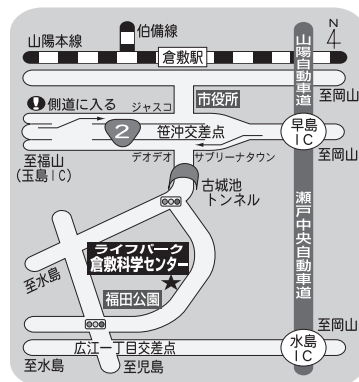 N
4
伯備線
山陽本線
倉敷駅
山陽自動車道
至岡山
市役所
側道に入る
ジャスコ
2
笹沖交差点
早島
IC
至福山
(玉島IC)
デオデオ
サブリーナタウン
至岡山
古城池
トンネル
瀬戸中央自動車道
ライフパーク
倉敷科学センター
至水島
福田公園
至岡山
水島
IC
広江一丁目交差点
至水島
至児島